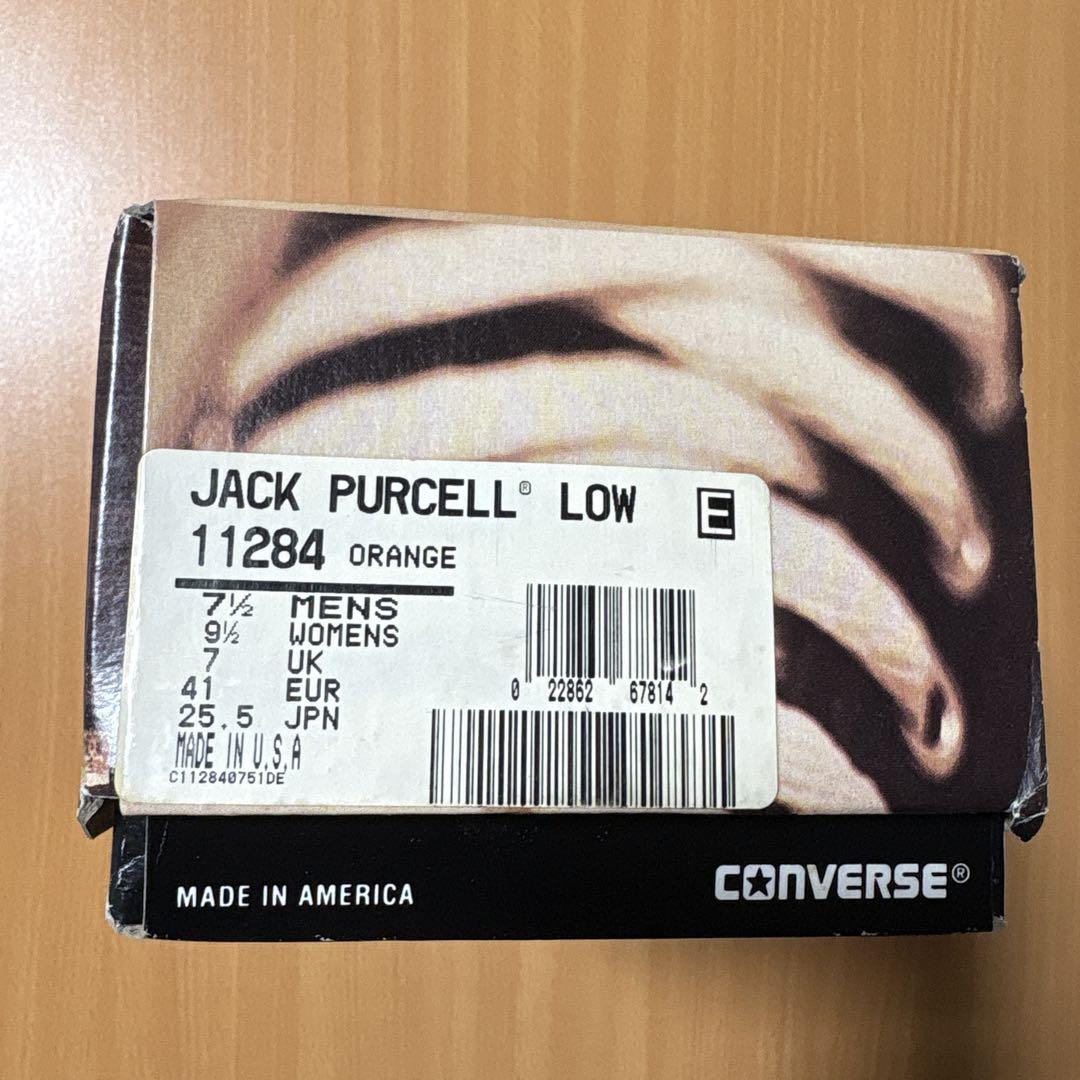 JACK PURCELL® LOW E
11284 ORANGE
7½ MENS
9½ WOMENS
7 UK
41 EUR
25.5 JPN
MADE IN U.S.A
C112840751DE
0 22862 67814 2
MADE IN AMERICA
CONVERSE®